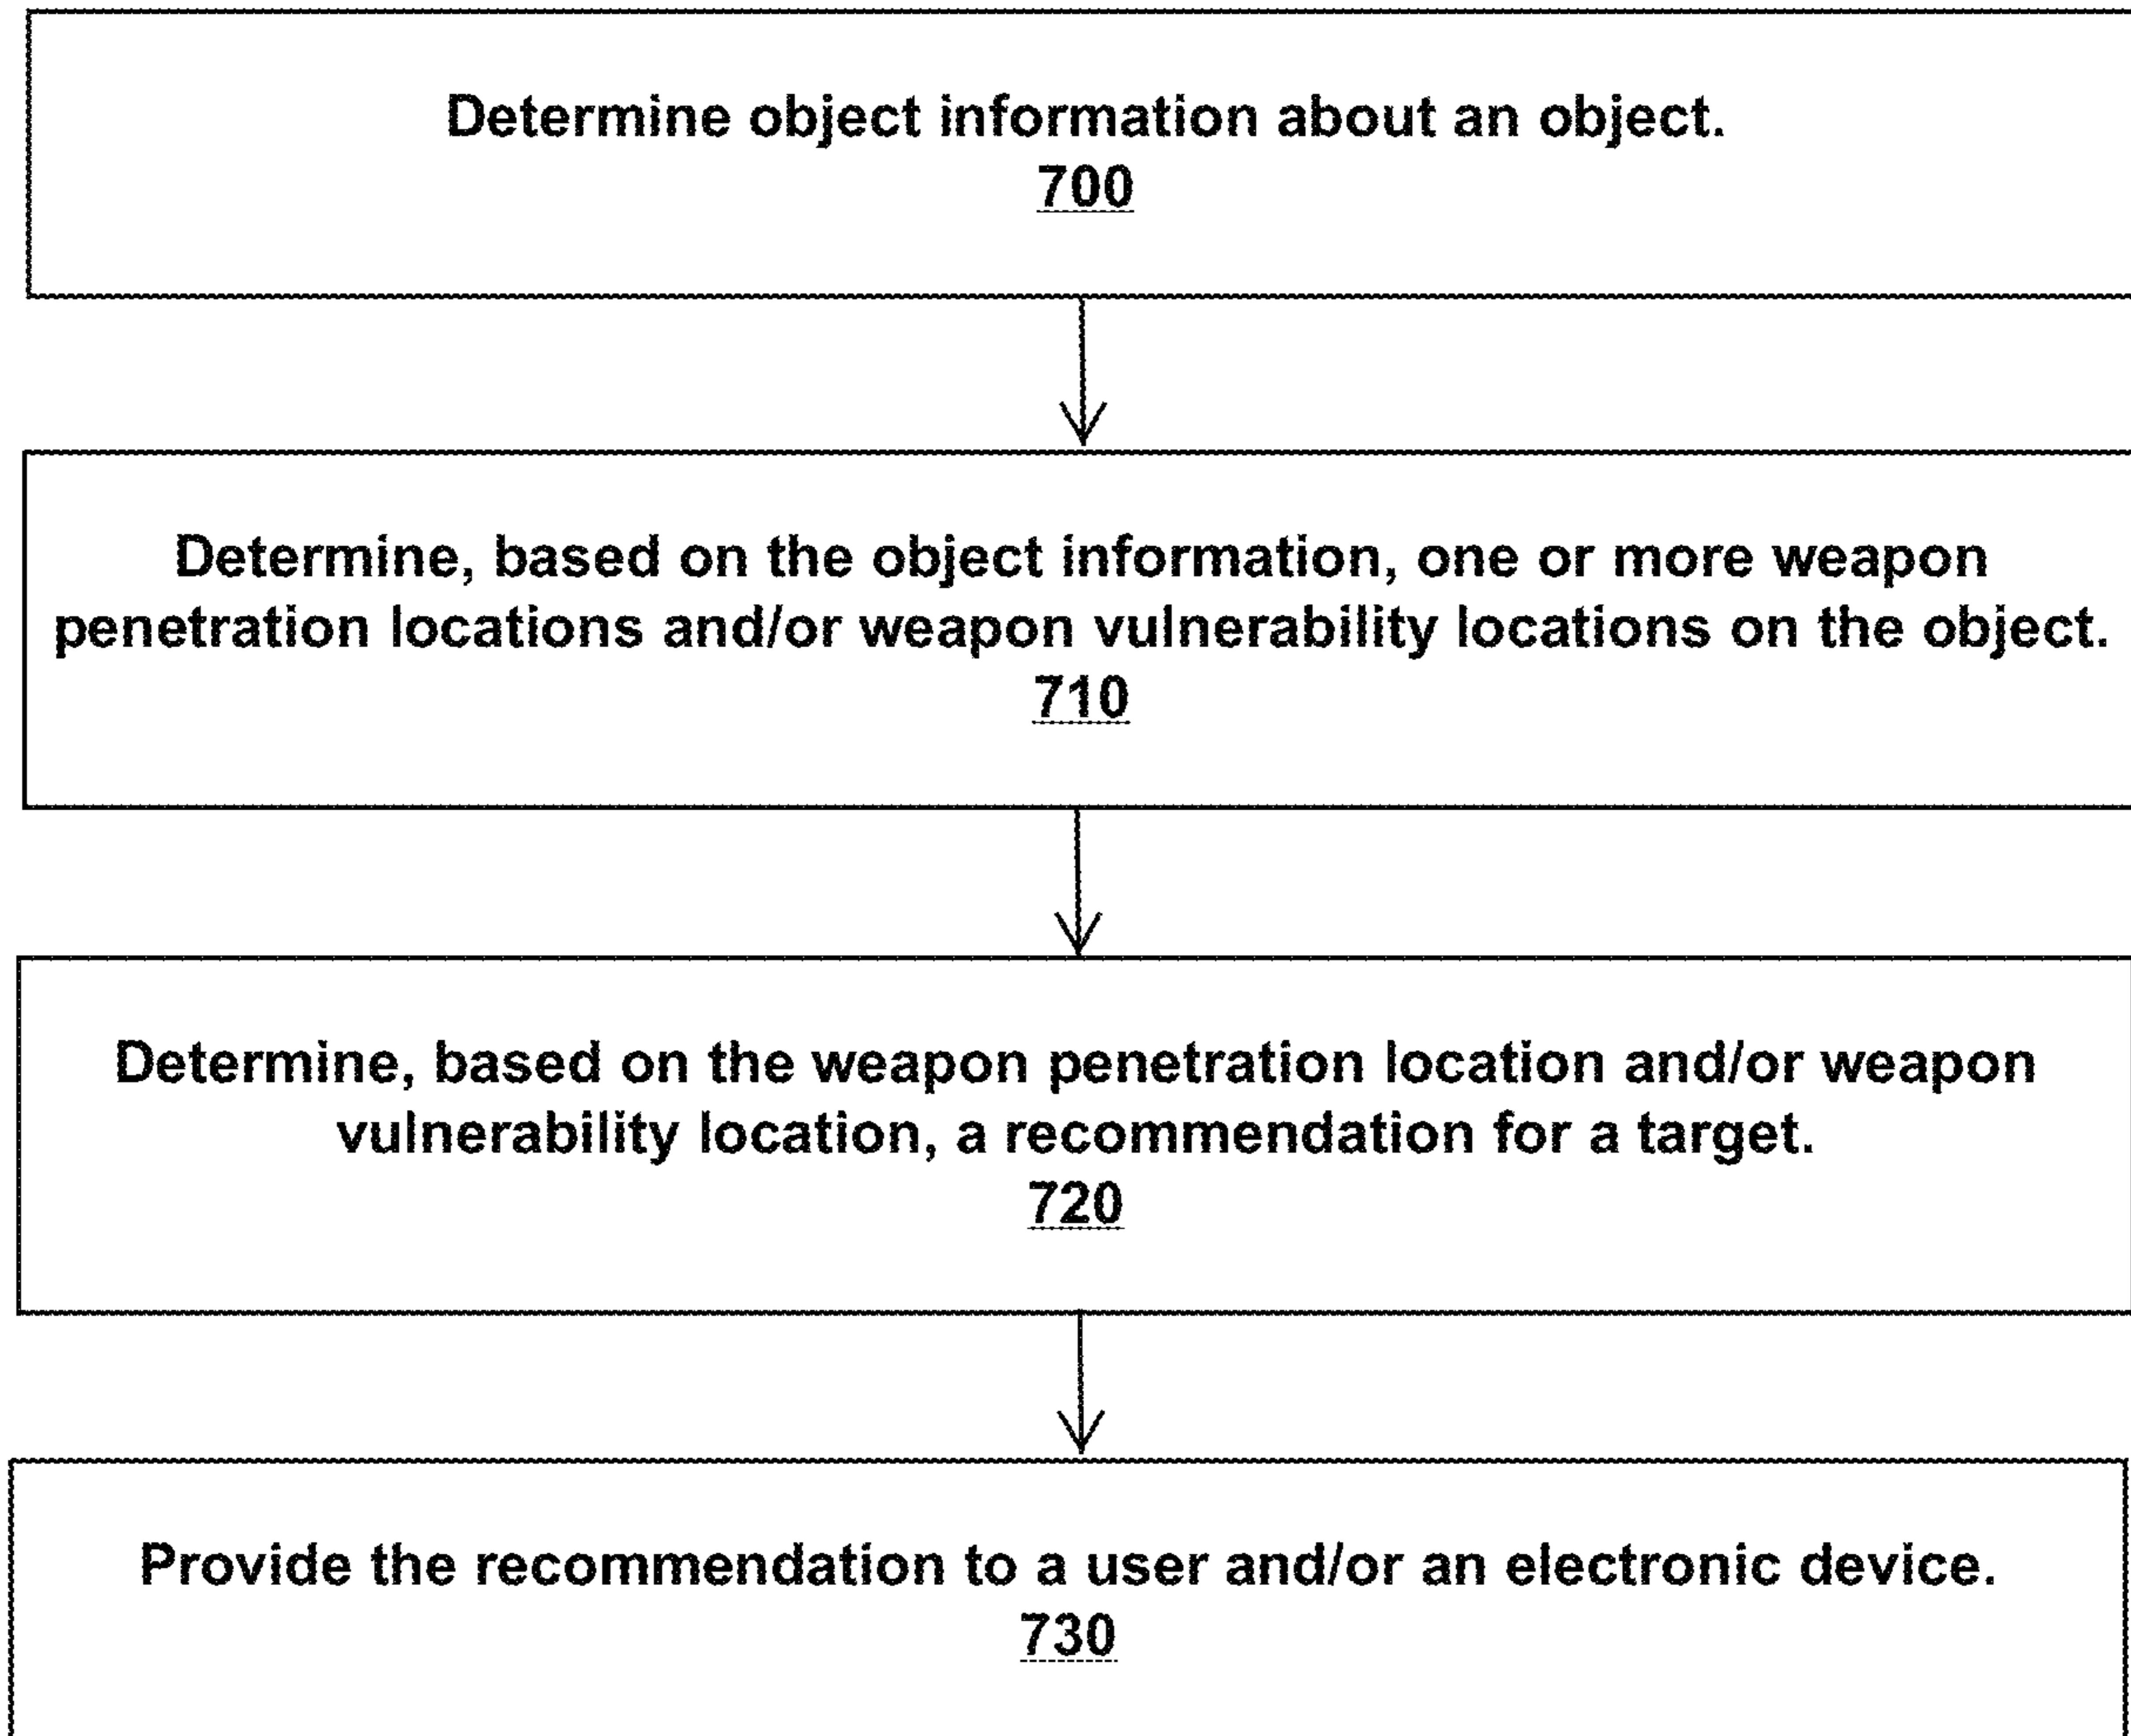 Determine object information about an object.
700
Determine, based on the object information, one or more weapon
penetration locations and/or weapon vulnerability locations on the object.
710
Determine, based on the weapon penetration location and/or weapon
vulnerability location, a recommendation for a target.
720
Provide the recommendation to a user and/or an electronic device.
730